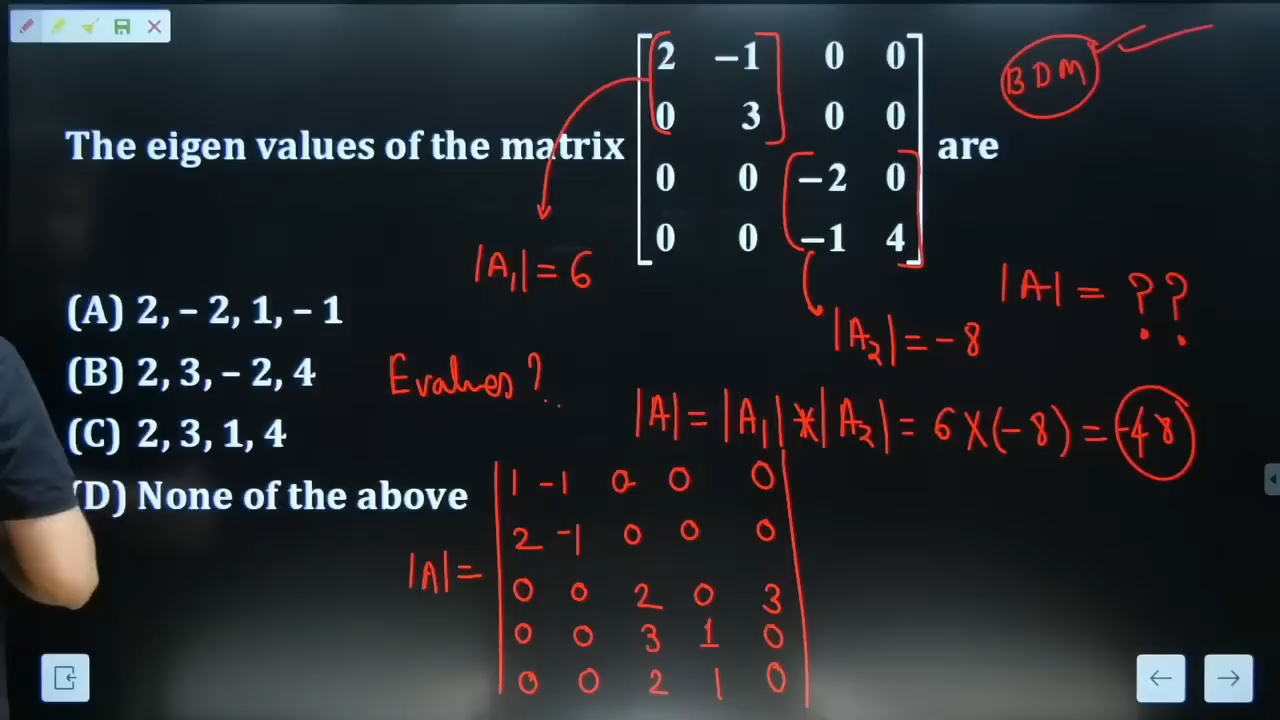 2 −1 0 0
BDM
0 3 0 0
The eigen values of the matrix are
0 0 −2 0
0 0 −1 4
|A₁| = 6
|A| = ??
(A) 2, – 2, 1, – 1
|A₂| = -8
(B) 2, 3, – 2, 4
Evalues?
|A| = |A₁| * |A₂| = 6 X (-8) = -48
(C) 2, 3, 1, 4
(D) None of the above
1 -1 0 0 0
2 -1 0 0 0
|A| =
0 0 2 0 3
0 0 3 1 0
0 0 2 1 0